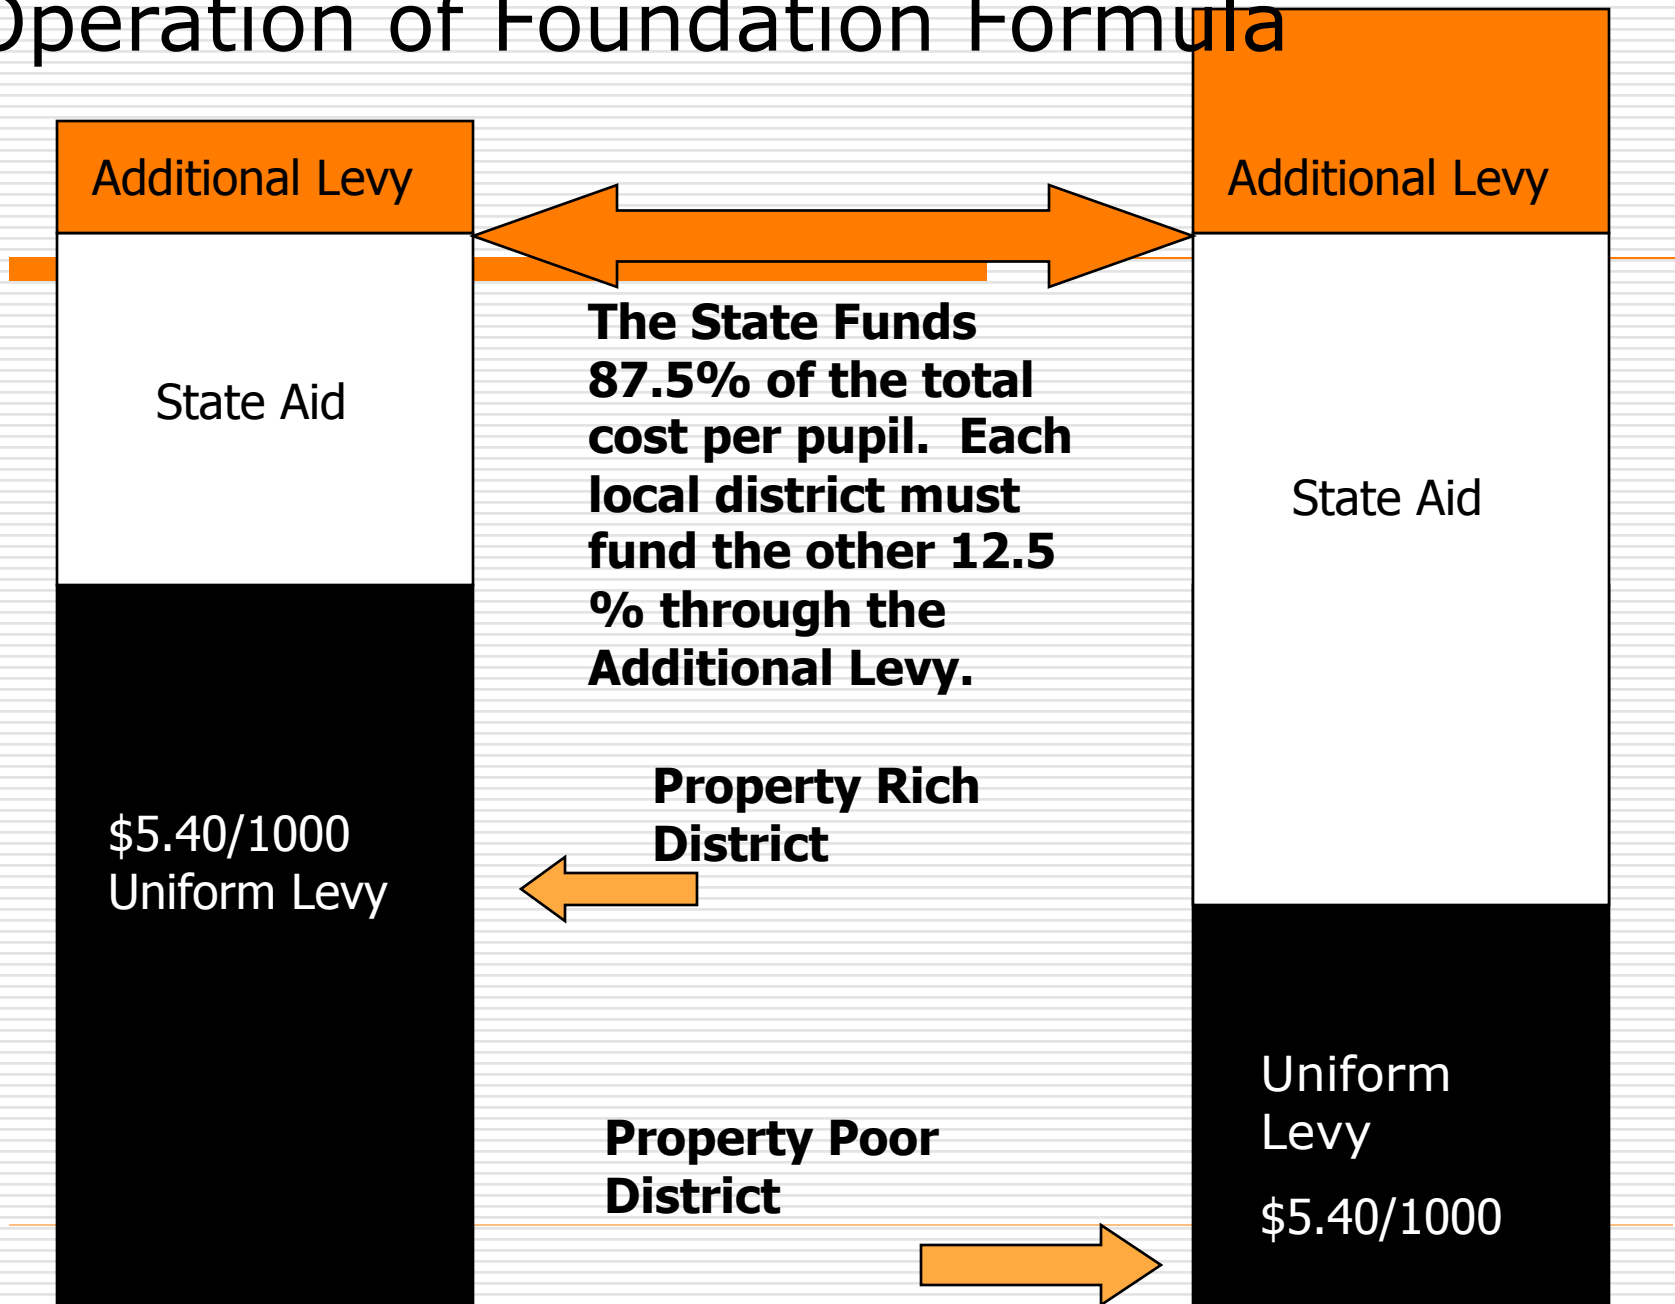 Operation of Foundation Formula
Additional Levy
State Aid
$5.40/1000
Uniform Levy
The State Funds
87.5% of the total
cost per pupil.  Each
local district must
fund the other 12.5
% through the
Additional Levy.
Property Rich
District
Property Poor
District
Additional Levy
State Aid
Uniform
Levy
$5.40/1000